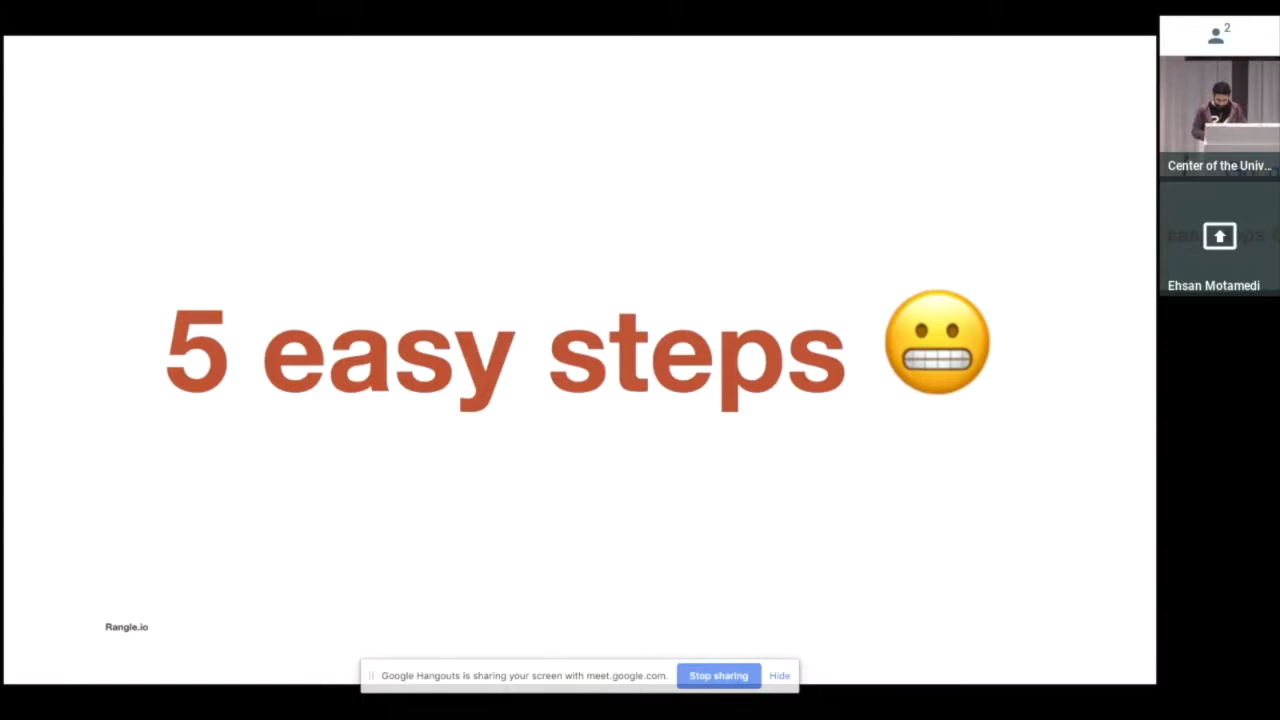 2
Center of the Univ...
Ehsan Motamedi
5 easy steps 😬
Rangle.io
Google Hangouts is sharing your screen with meet.google.com.
Stop sharing
Hide